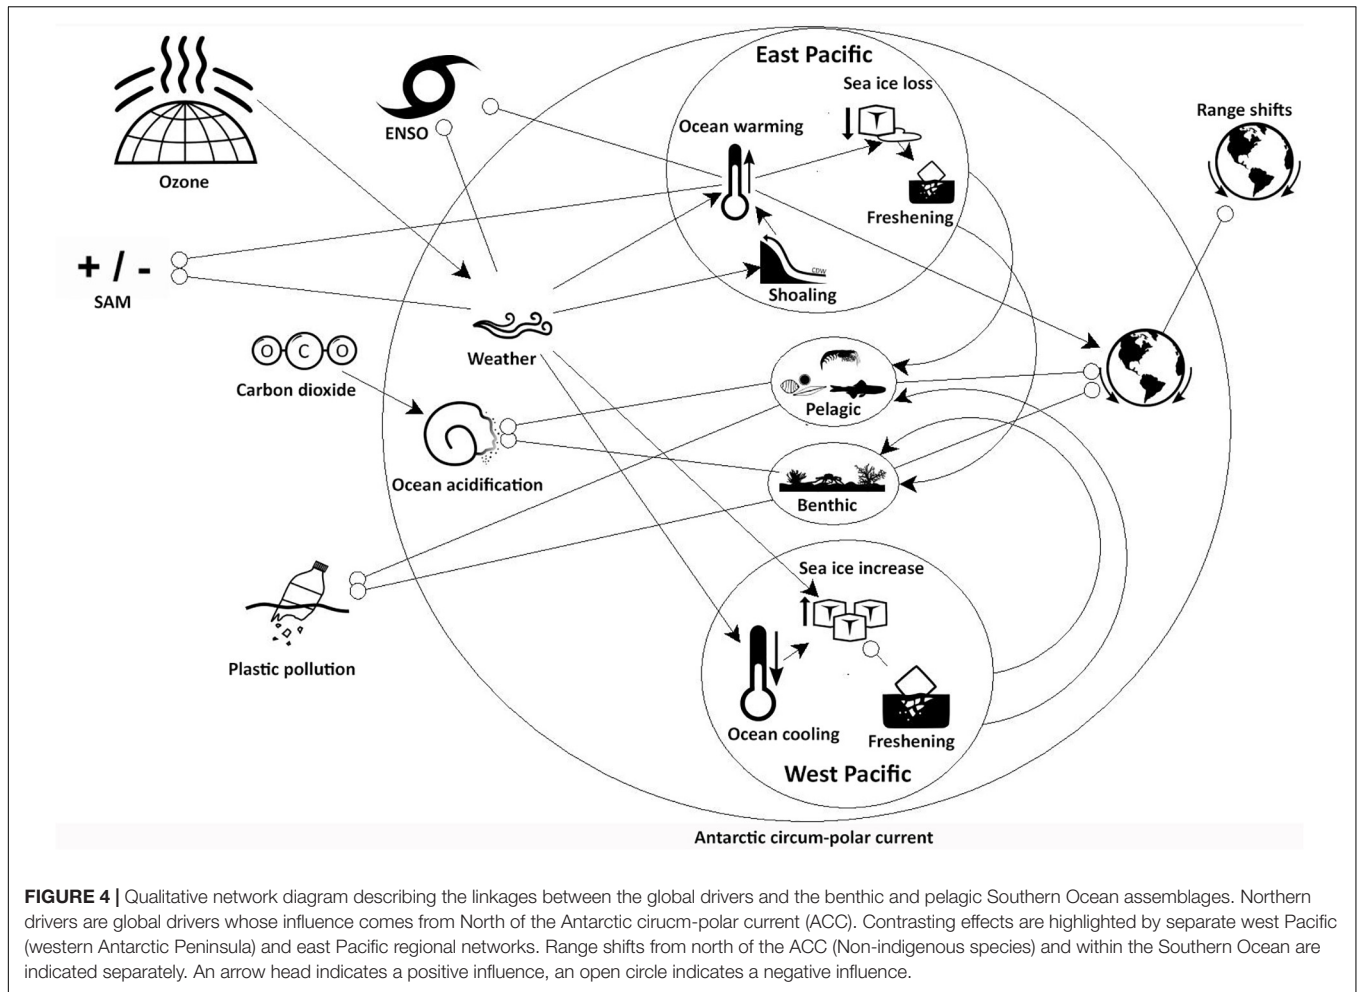 East Pacific
Sea ice loss
Range shifts
Ocean warming
ENSO
Ozone
Freshening
CDW
+ / -
SAM
Shoaling
Weather
O C O
Carbon dioxide
Pelagic
Ocean acidification
Benthic
Sea ice increase
Plastic pollution
Ocean cooling
Freshening
West Pacific
Antarctic circum-polar current
FIGURE 4 | Qualitative network diagram describing the linkages between the global drivers and the benthic and pelagic Southern Ocean assemblages. Northern
drivers are global drivers whose influence comes from North of the Antarctic cirucm-polar current (ACC). Contrasting effects are highlighted by separate west Pacific
(western Antarctic Peninsula) and east Pacific regional networks. Range shifts from north of the ACC (Non-indigenous species) and within the Southern Ocean are
indicated separately. An arrow head indicates a positive influence, an open circle indicates a negative influence.